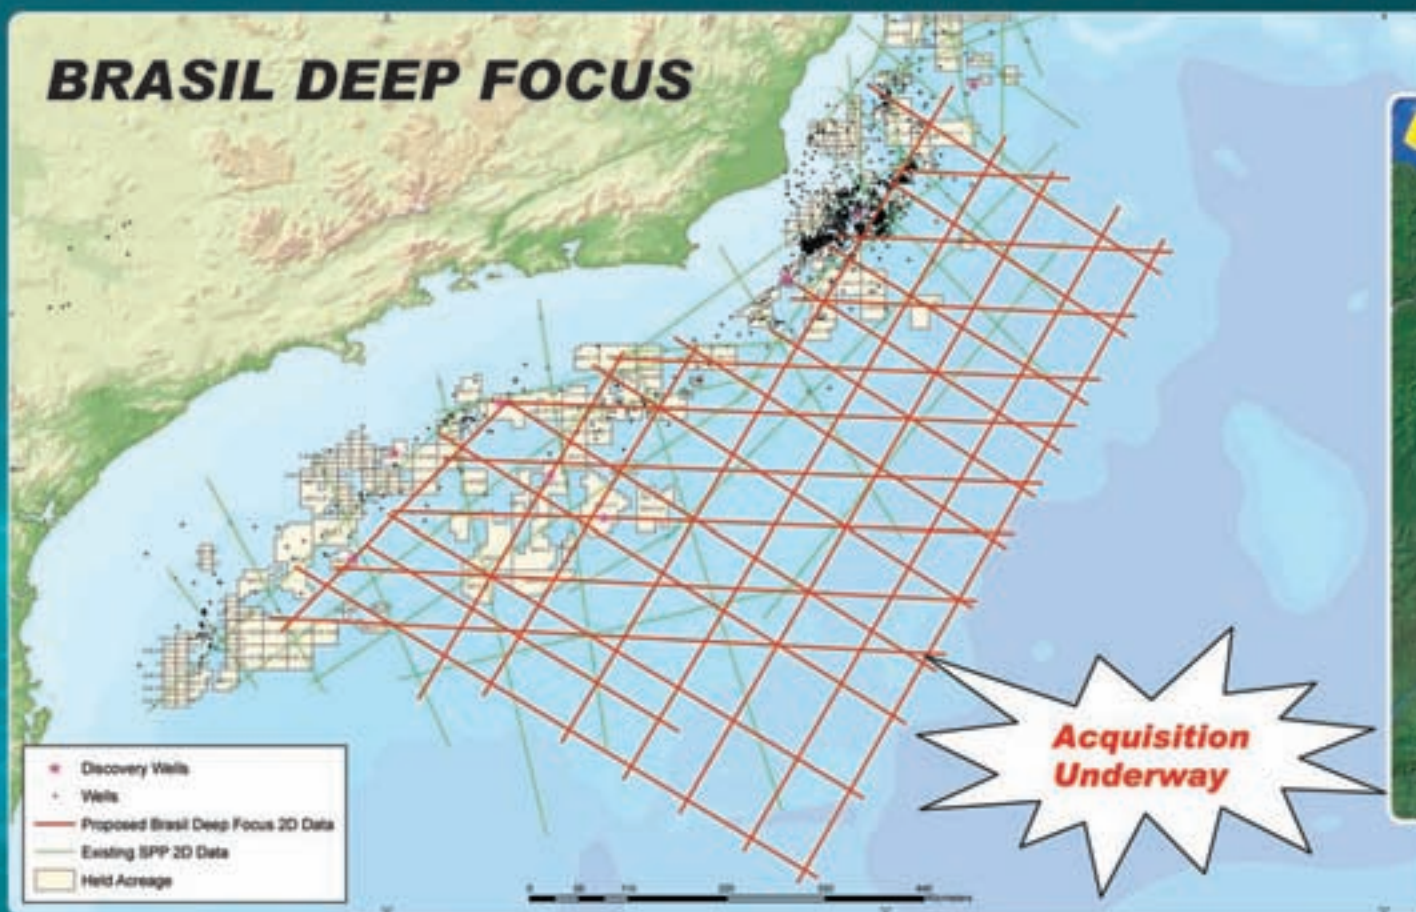 BRASIL DEEP FOCUS
Acquisition
Underway
Discovery Wells
Wells
Proposed Brasil Deep Focus 2D Data
Existing SPP 2D Data
Held Acreage